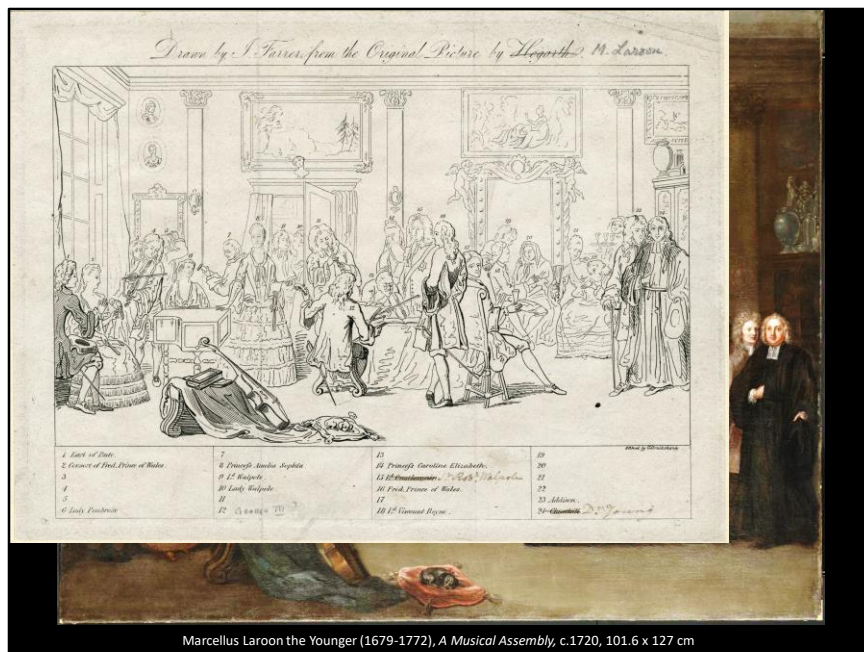 Drawn by J. Farrer, from the Original Picture by Hogarth. M. Laroon
1 Earl of Bute.
2 Consort of Fred. Prince of Wales.
3
4
5
6 Lady Pembroke
7
8 Princess Amelia Sophia
9 Ld. Walpole
10 Lady Walpole
11
12 George
13
14 Princess Caroline Elizabeth.
15 Sr. Robt. Walpole
16 Fred. Prince of Wales.
17
18 Ld. Viscount Boyne.
19
20
21
22
23 Addison.
24 Dr. Young
Marcellus Laroon the Younger (1679-1772), A Musical Assembly, c.1720, 101.6 x 127 cm